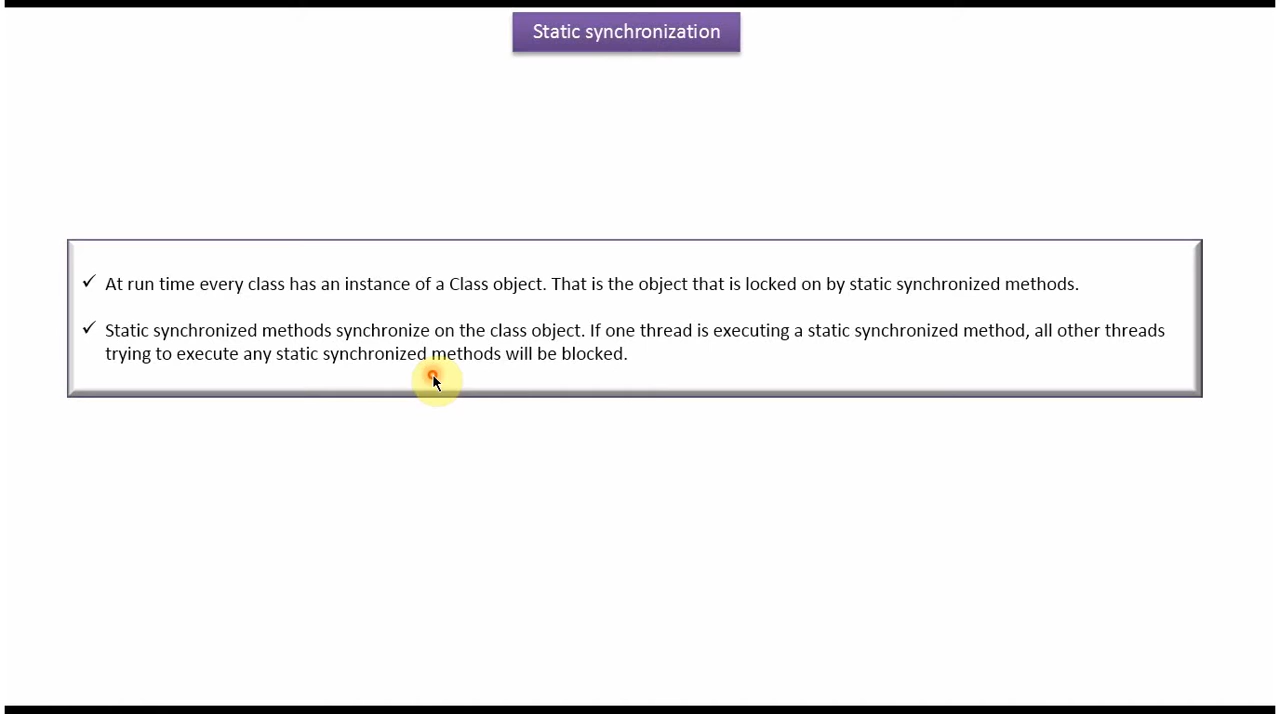 Static synchronization
✓ At run time every class has an instance of a Class object. That is the object that is locked on by static synchronized methods.
✓ Static synchronized methods synchronize on the class object. If one thread is executing a static synchronized method, all other threads
trying to execute any static synchronized methods will be blocked.